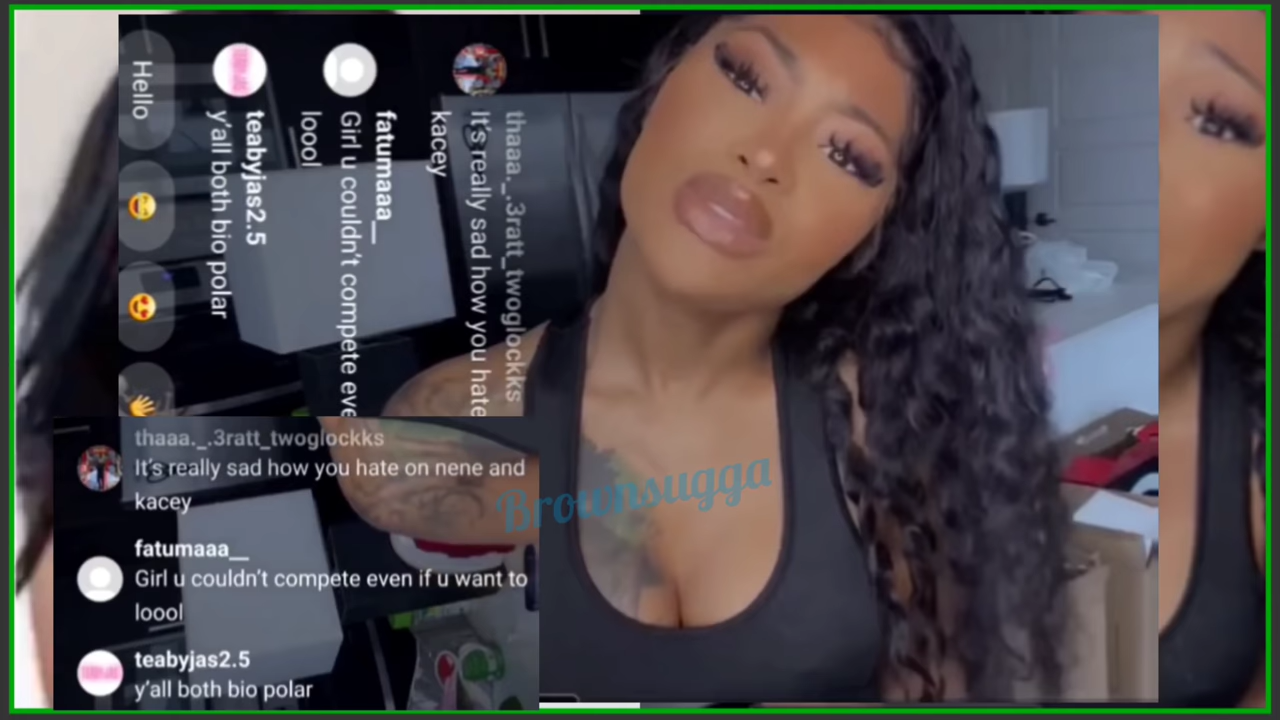 Hello
teabyjas2.5
y'all both bio polar
fatumaaa__
Girl u couldn't compete eve
loool
thaaa._.3ratt_twoglockks
It's really sad how you hate
kacey
thaaa._.3ratt_twoglockks
It's really sad how you hate on nene and
kacey
fatumaaa__
Girl u couldn't compete even if u want to
loool
teabyjas2.5
y'all both bio polar
Brownsugga